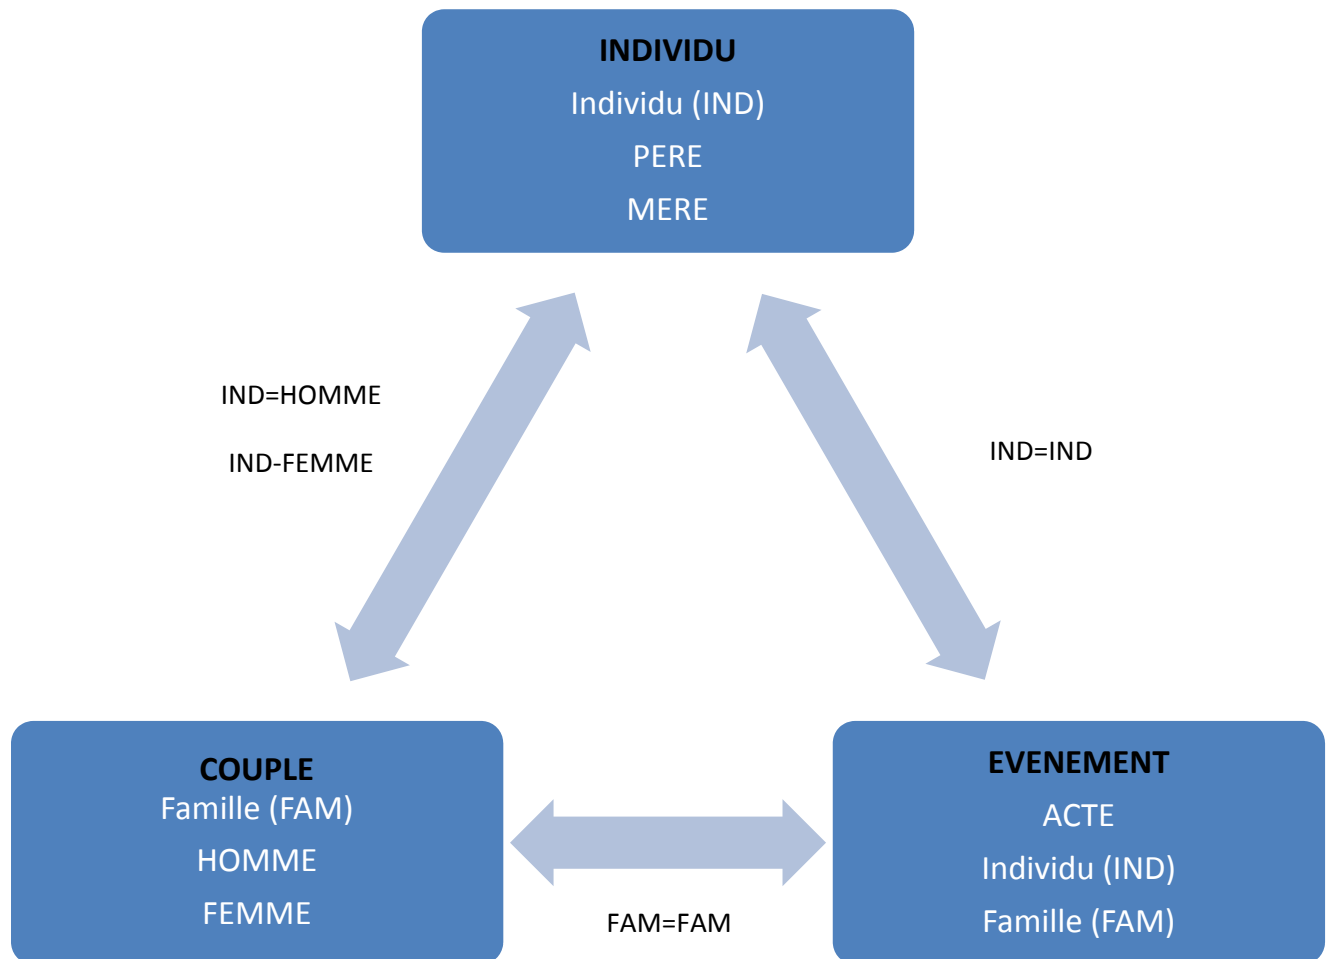 INDIVIDU
Individu (IND)
PERE
MERE
IND=HOMME
IND-FEMME
IND=IND
COUPLE
Famille (FAM)
HOMME
FEMME
FAM=FAM
EVENEMENT
ACTE
Individu (IND)
Famille (FAM)